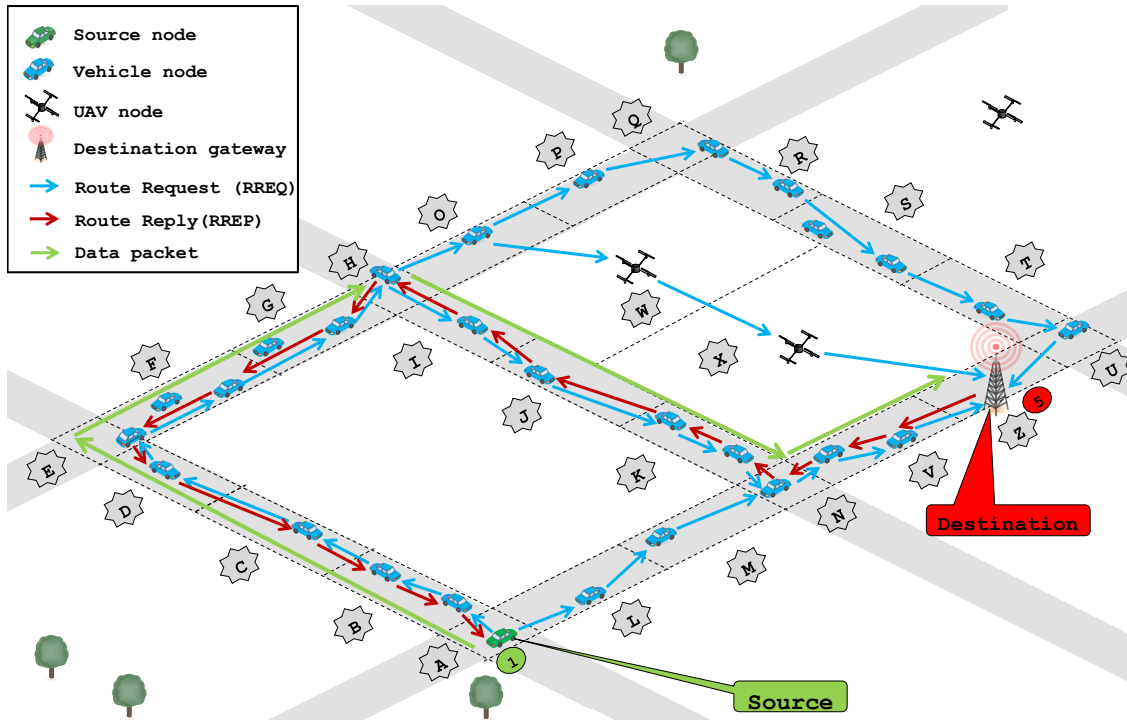 Source node
Vehicle node
UAV node
Destination gateway
Route Request (RREQ)
Route Reply(RREP)
Data packet
Q
P
R
O
S
H
T
G
W
F
I
X
U
J
E
5
Z
K
V
D
N
Destination
C
M
B
L
A
1
Source